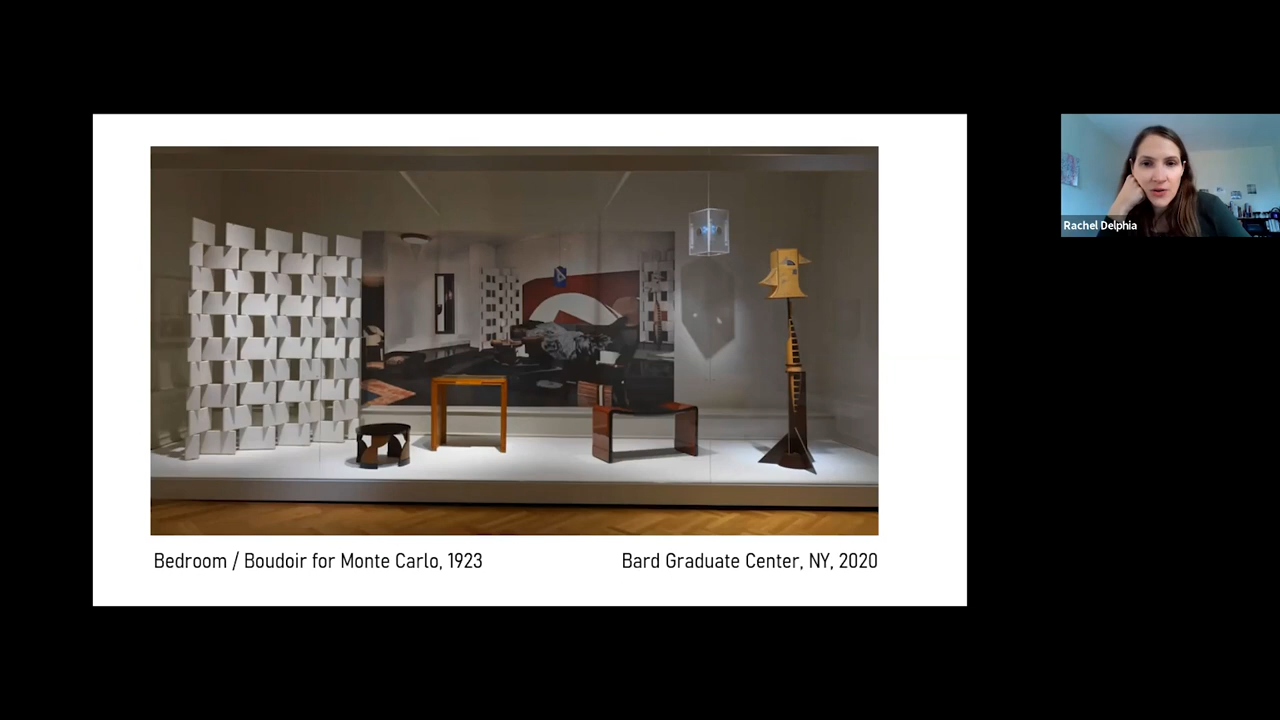 Rachel Delphia
Bedroom / Boudoir for Monte Carlo, 1923
Bard Graduate Center, NY, 2020